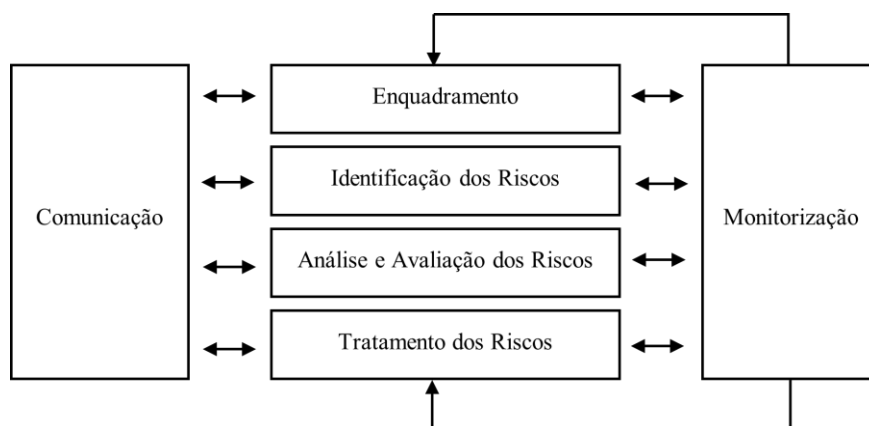 Enquadramento
Identificação dos Riscos
Comunicação
Monitorização
Análise e Avaliação dos Riscos
Tratamento dos Riscos